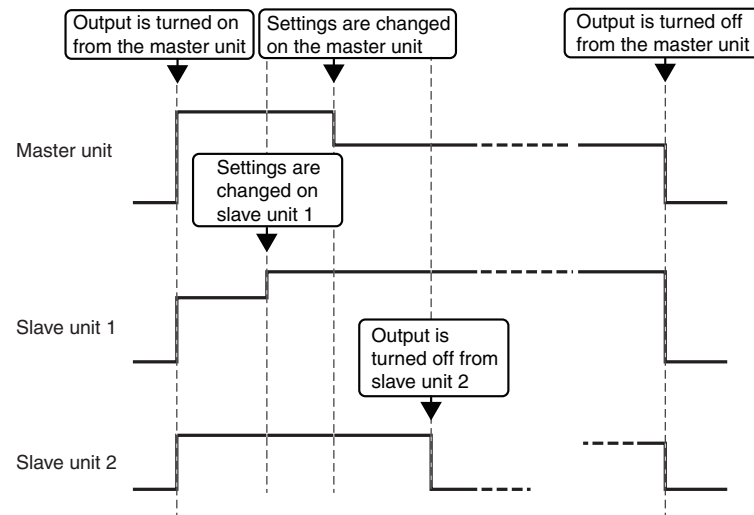 Output is turned on
from the master unit
Settings are changed
on the master unit
Output is turned off
from the master unit
Master unit
Settings are
changed on
slave unit 1
Slave unit 1
Output is
turned off from
slave unit 2
Slave unit 2